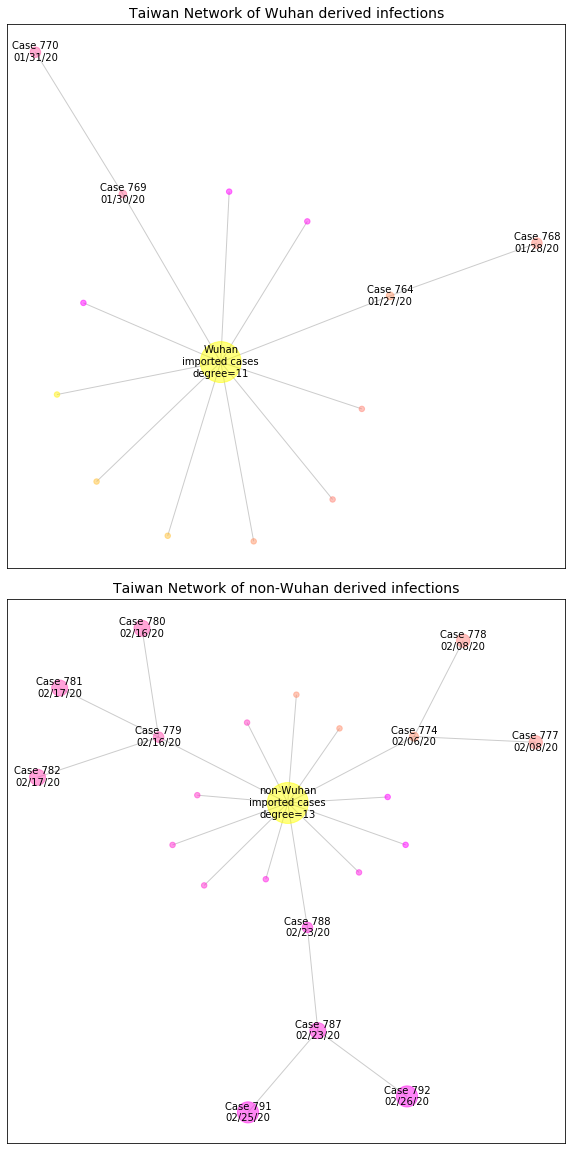 Taiwan Network of Wuhan derived infections
Case 770
01/31/20
Case 769
01/30/20
Case 768
01/28/20
Case 764
01/27/20
Wuhan
imported cases
degree=11
Taiwan Network of non-Wuhan derived infections
Case 780
02/16/20
Case 778
02/08/20
Case 781
02/17/20
Case 779
02/16/20
Case 774
02/06/20
Case 777
02/08/20
Case 782
02/17/20
non-Wuhan
imported cases
degree=13
Case 788
02/23/20
Case 787
02/23/20
Case 792
02/26/20
Case 791
02/25/20